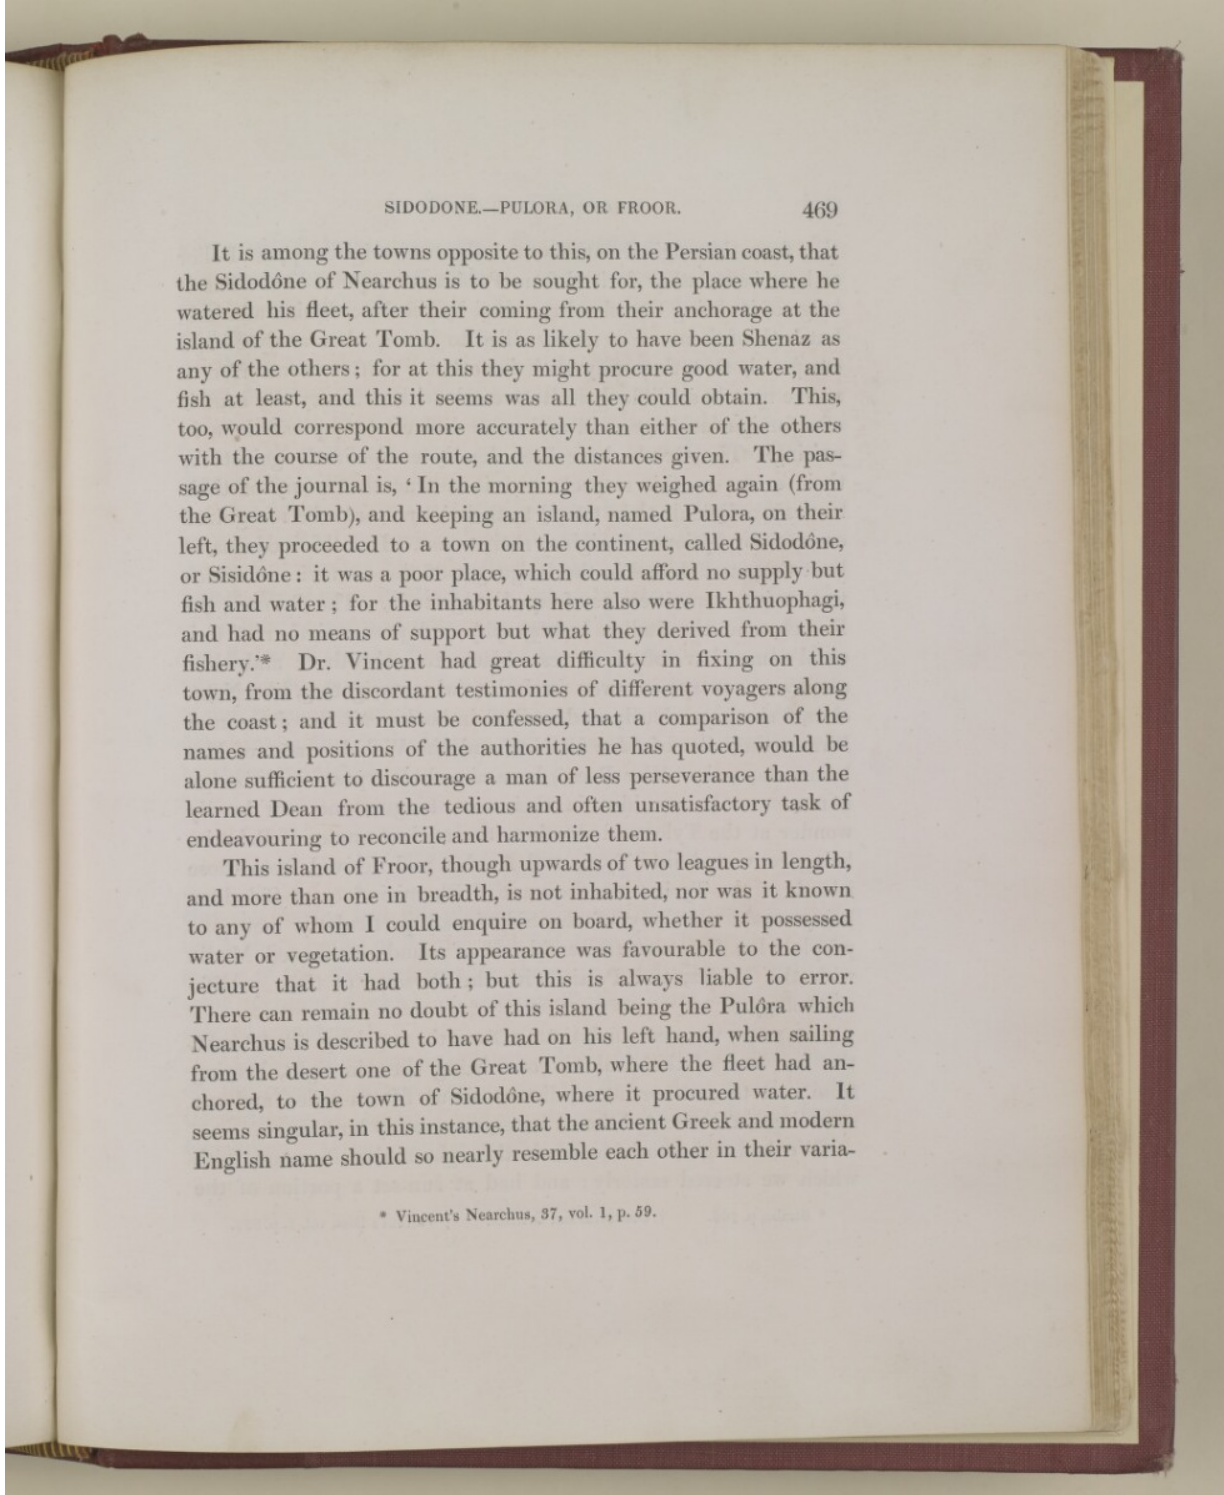 SIDODONE.—PULORA, OR FROOR. 469
It is among the towns opposite to this, on the Persian coast, that
the Sidodône of Nearchus is to be sought for, the place where he
watered his fleet, after their coming from their anchorage at the
island of the Great Tomb. It is as likely to have been Shenaz as
any of the others; for at this they might procure good water, and
fish at least, and this it seems was all they could obtain. This,
too, would correspond more accurately than either of the others
with the course of the route, and the distances given. The pas-
sage of the journal is, ‘In the morning they weighed again (from
the Great Tomb), and keeping an island, named Pulora, on their
left, they proceeded to a town on the continent, called Sidodône,
or Sisidône: it was a poor place, which could afford no supply but
fish and water; for the inhabitants here also were Ikhthuophagi,
and had no means of support but what they derived from their
fishery.’* Dr. Vincent had great difficulty in fixing on this
town, from the discordant testimonies of different voyagers along
the coast; and it must be confessed, that a comparison of the
names and positions of the authorities he has quoted, would be
alone sufficient to discourage a man of less perseverance than the
learned Dean from the tedious and often unsatisfactory task of
endeavouring to reconcile and harmonize them.
This island of Froor, though upwards of two leagues in length,
and more than one in breadth, is not inhabited, nor was it known
to any of whom I could enquire on board, whether it possessed
water or vegetation. Its appearance was favourable to the con-
jecture that it had both; but this is always liable to error.
There can remain no doubt of this island being the Pulôra which
Nearchus is described to have had on his left hand, when sailing
from the desert one of the Great Tomb, where the fleet had an-
chored, to the town of Sidodône, where it procured water. It
seems singular, in this instance, that the ancient Greek and modern
English name should so nearly resemble each other in their varia-
* Vincent's Nearchus, 37, vol. 1, p. 59.